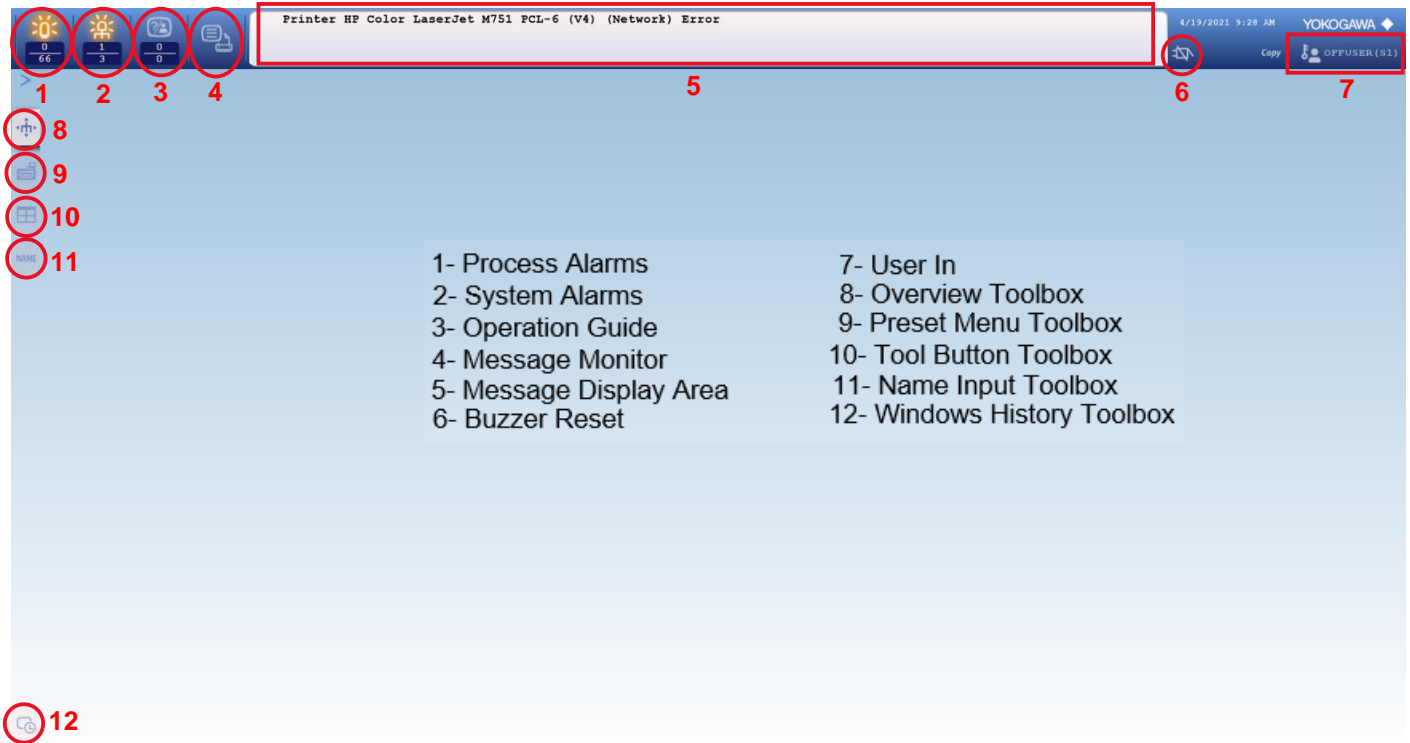 Printer HP Color LaserJet M751 PCL-6 (V4) (Network) Error
4/19/2021 9:28 AM
YOKOGAWA
0
66
1
3
0
0
Copy
OFFUSER(S1)
1
2
3
4
5
6
7
8
9
10
NAME
11
1- Process Alarms
2- System Alarms
3- Operation Guide
4- Message Monitor
5- Message Display Area
6- Buzzer Reset
7- User In
8- Overview Toolbox
9- Preset Menu Toolbox
10- Tool Button Toolbox
11- Name Input Toolbox
12- Windows History Toolbox
12